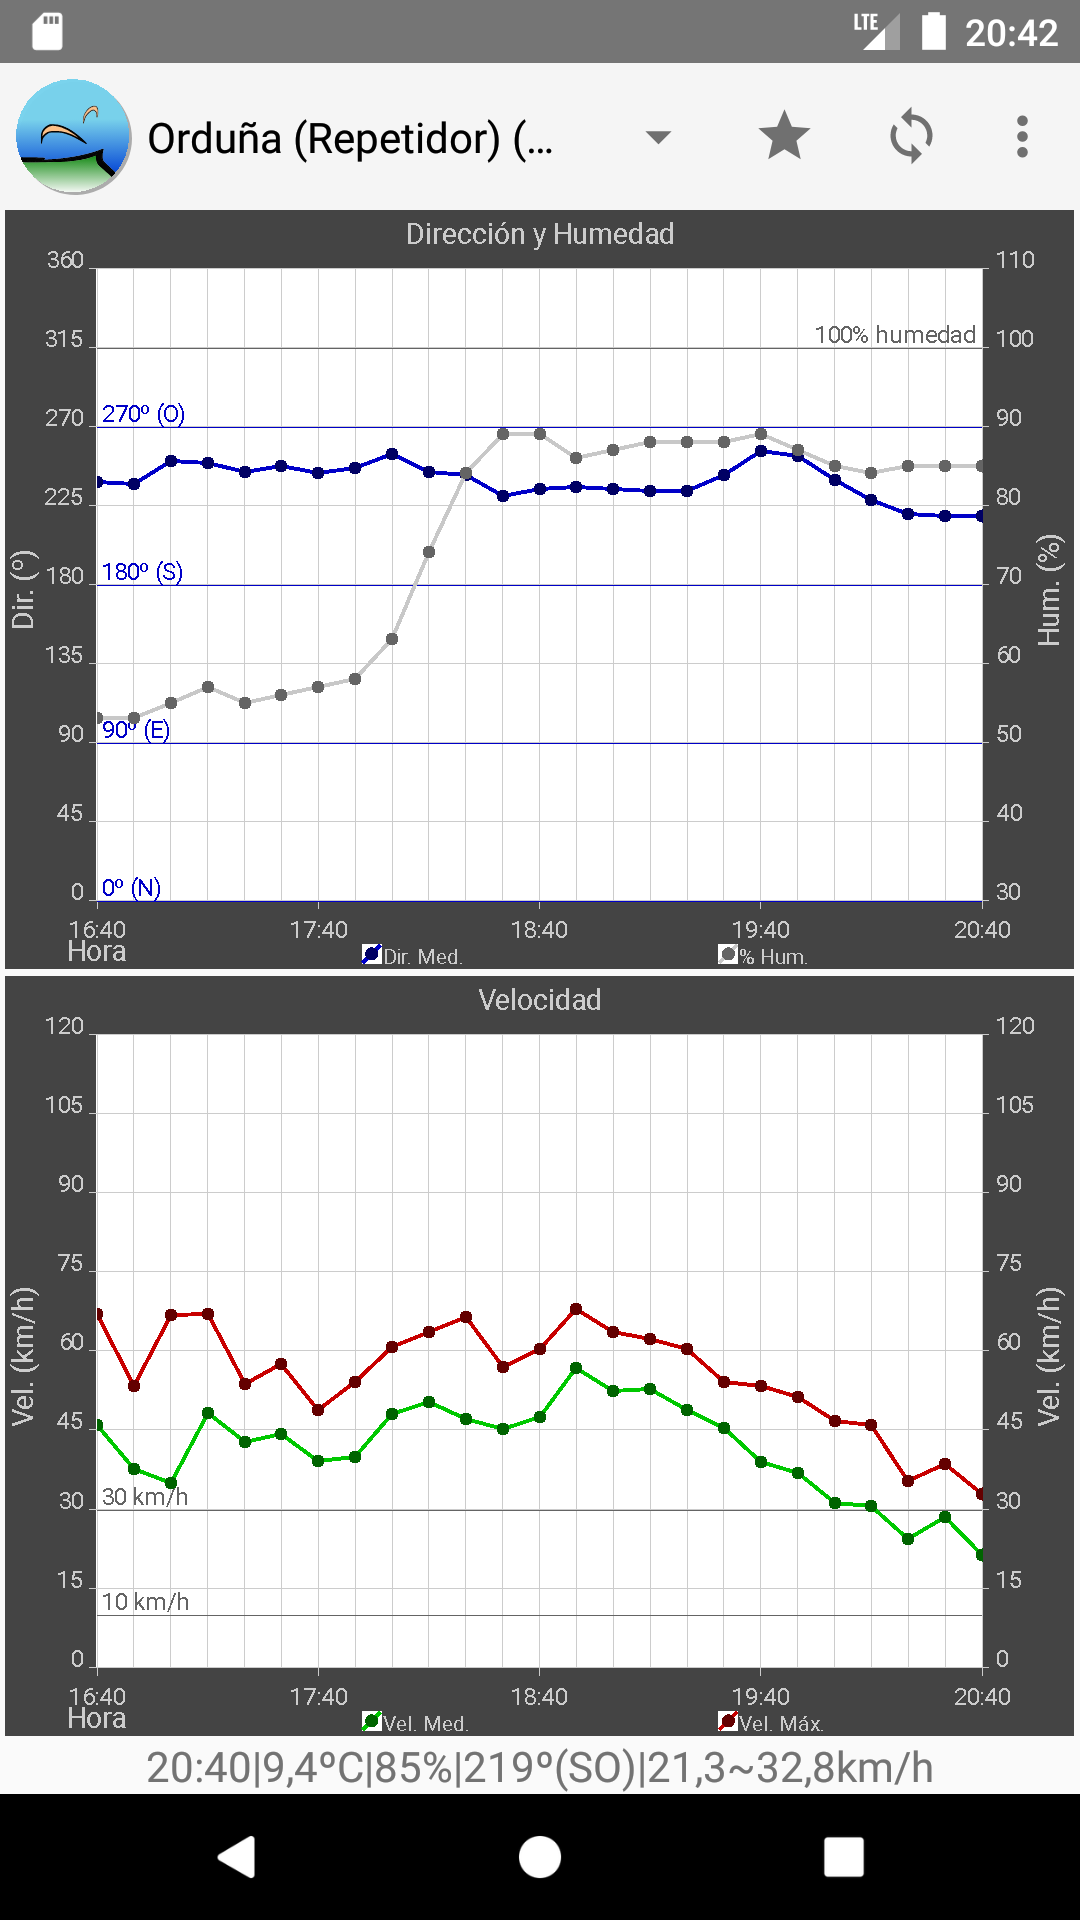 LTE 20:42
Orduña (Repetidor) (...
Dirección y Humedad
360 110
315 100% humedad 100
270 270º (O) 90
225 80
180 180º (S) 70
135 60
90 90º (E) 50
45 40
0 0º (N) 30
Dir. (º)
Hum. (%)
16:40 17:40 18:40 19:40 20:40
Hora Dir. Med. % Hum.
Velocidad
120 120
105 105
90 90
75 75
60 60
45 45
30 30 km/h 30
15 15
10 km/h
0 0
Vel. (km/h)
Vel. (km/h)
16:40 17:40 18:40 19:40 20:40
Hora Vel. Med. Vel. Máx.
20:40|9,4ºC|85%|219º(SO)|21,3~32,8km/h